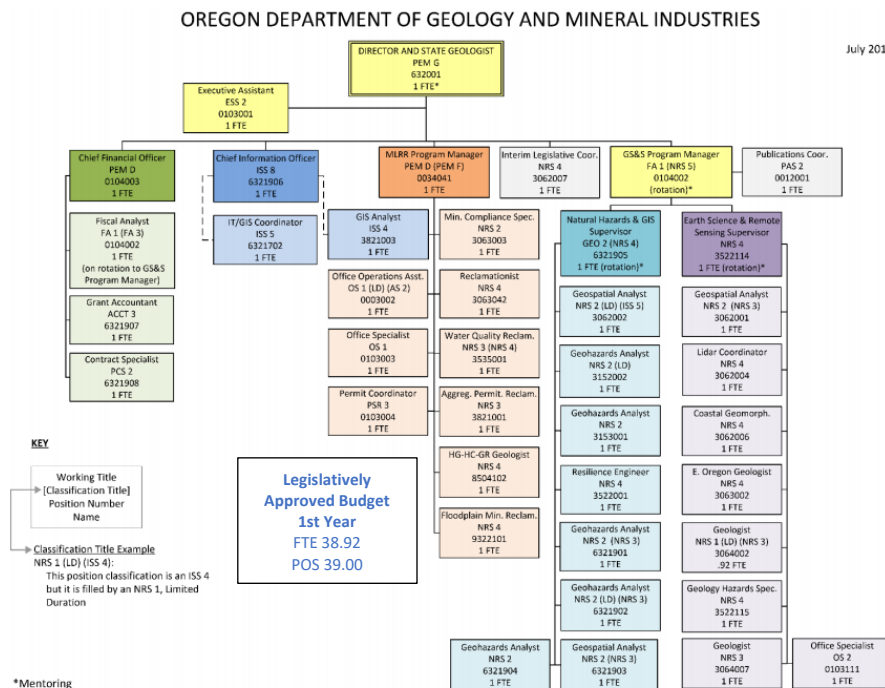 OREGON DEPARTMENT OF GEOLOGY AND MINERAL INDUSTRIES
July 201
DIRECTOR AND STATE GEOLOGIST
PEM G
632001
1 FTE*
Executive Assistant
ESS 2
0103001
1 FTE
Chief Financial Officer
PEM D
0104003
1 FTE
Chief Information Officer
ISS 8
6321906
1 FTE
MLRR Program Manager
PEM D (PEM F)
0034041
1 FTE
Interim Legislative Coor.
NRS 4
3062007
1 FTE
GS&S Program Manager
FA 1 (NRS 5)
0104002
(rotation)*
Publications Coor.
PAS 2
0012001
1 FTE
Fiscal Analyst
FA 1 (FA 3)
0104002
1 FTE
(on rotation to GS&S
Program Manager)
Grant Accountant
ACCT 3
6321907
1 FTE
Contract Specialist
PCS 2
6321908
1 FTE
IT/GIS Coordinator
ISS 5
6321702
1 FTE
GIS Analyst
ISS 4
3821003
1 FTE
Min. Compliance Spec.
NRS 2
3063003
1 FTE
Office Operations Asst.
OS 1 (LD) (AS 2)
0003002
1 FTE
Reclamationist
NRS 4
3063042
1 FTE
Office Specialist
OS 1
0103003
1 FTE
Water Quality Reclam.
NRS 3 (NRS 4)
3535001
1 FTE
Permit Coordinator
PSR 3
0103004
1 FTE
Aggreg. Permit. Reclam.
NRS 3
3821001
1 FTE
HG-HC-GR Geologist
NRS 4
8504102
1 FTE
Floodplain Min. Reclam.
NRS 4
9322101
1 FTE
Natural Hazards & GIS
Supervisor
GEO 2 (NRS 4)
6321905
1 FTE (rotation)*
Earth Science & Remote
Sensing Supervisor
NRS 4
3522114
1 FTE (rotation)*
Geospatial Analyst
NRS 2 (LD) (ISS 5)
3062002
1 FTE
Geospatial Analyst
NRS 2 (NRS 3)
3062001
1 FTE
Geohazards Analyst
NRS 2 (LD)
3152002
1 FTE
Lidar Coordinator
NRS 4
3062004
1 FTE
Geohazards Analyst
NRS 2
3153001
1 FTE
Coastal Geomorph.
NRS 4
3062006
1 FTE
Resilience Engineer
NRS 4
3522001
1 FTE
E. Oregon Geologist
NRS 4
3063002
1 FTE
Geohazards Analyst
NRS 2 (NRS 3)
6321901
1 FTE
Geologist
NRS 1 (LD) (NRS 3)
3064002
.92 FTE
Geohazards Analyst
NRS 2 (LD) (NRS 3)
6321902
1 FTE
Geology Hazards Spec.
NRS 4
3522115
1 FTE
Geohazards Analyst
NRS 2
6321904
1 FTE
Geospatial Analyst
NRS 2 (NRS 3)
6321903
1 FTE
Geologist
NRS 3
3064007
1 FTE
Office Specialist
OS 2
0103111
1 FTE
KEY
Working Title
[Classification Title]
Position Number
Name
Classification Title Example
NRS 1 (LD) (ISS 4):
This position classification is an ISS 4
but it is filled by an NRS 1, Limited
Duration
Legislatively
Approved Budget
1st Year
FTE 38.92
POS 39.00
*Mentoring